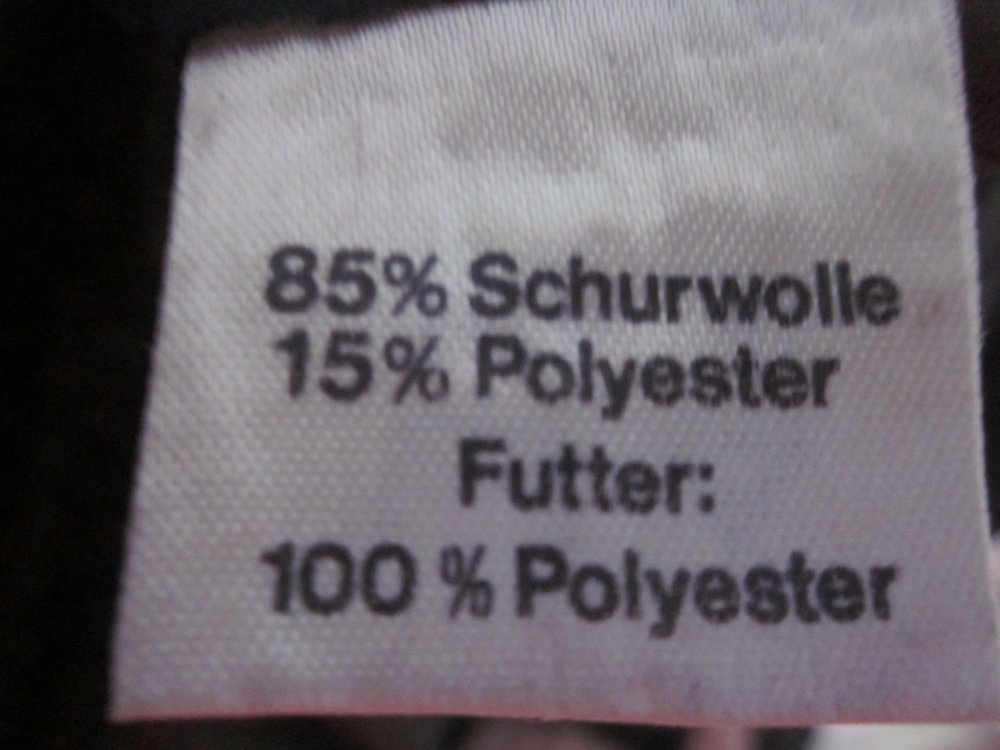 85% Schurwolle
15% Polyester
Futter:
100 % Polyester